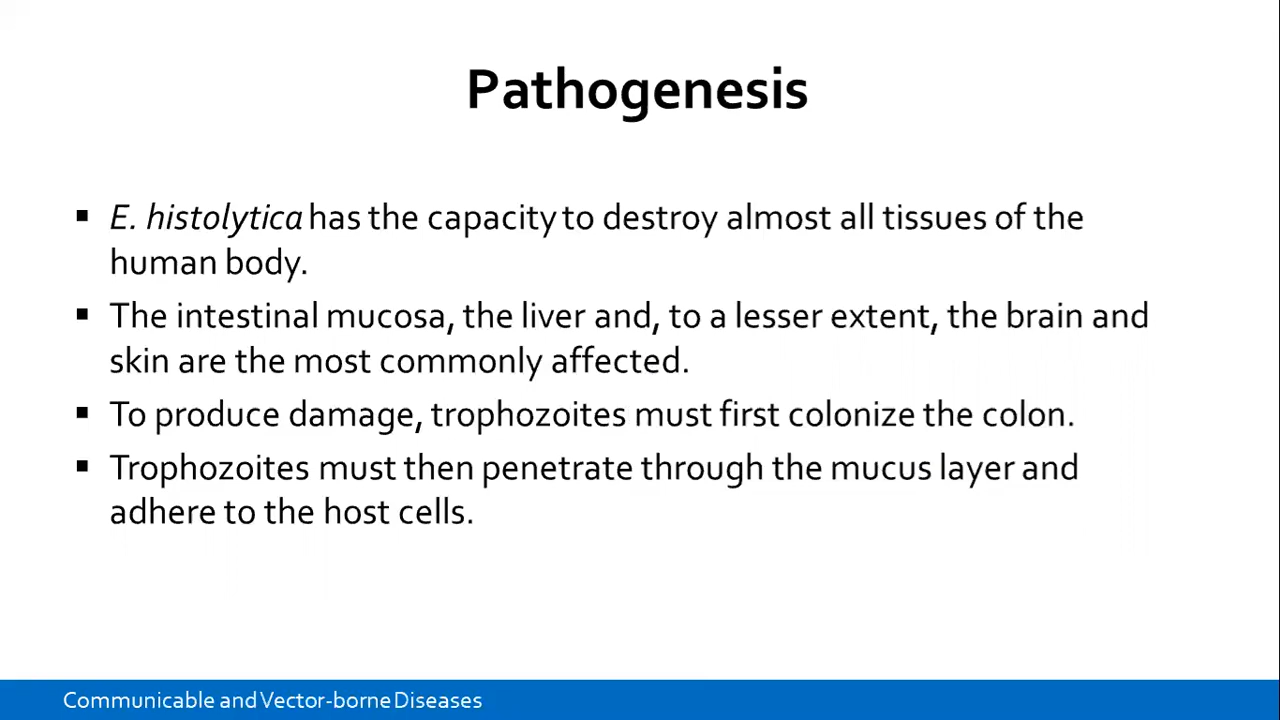 Pathogenesis
▪ E. histolytica has the capacity to destroy almost all tissues of the
human body.
▪ The intestinal mucosa, the liver and, to a lesser extent, the brain and
skin are the most commonly affected.
▪ To produce damage, trophozoites must first colonize the colon.
▪ Trophozoites must then penetrate through the mucus layer and
adhere to the host cells.
Communicable and Vector-borne Diseases